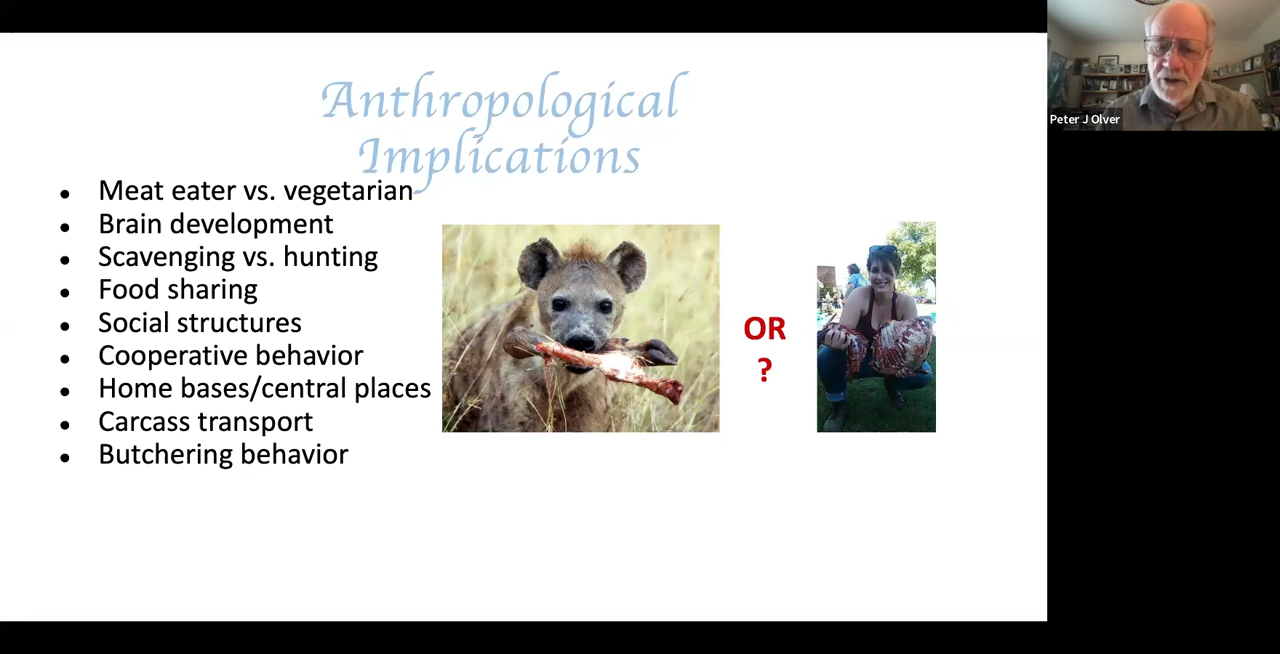 Anthropological
Implications
• Meat eater vs. vegetarian
• Brain development
• Scavenging vs. hunting
• Food sharing
• Social structures
• Cooperative behavior
• Home bases/central places
• Carcass transport
• Butchering behavior
OR
?
Peter J Olver